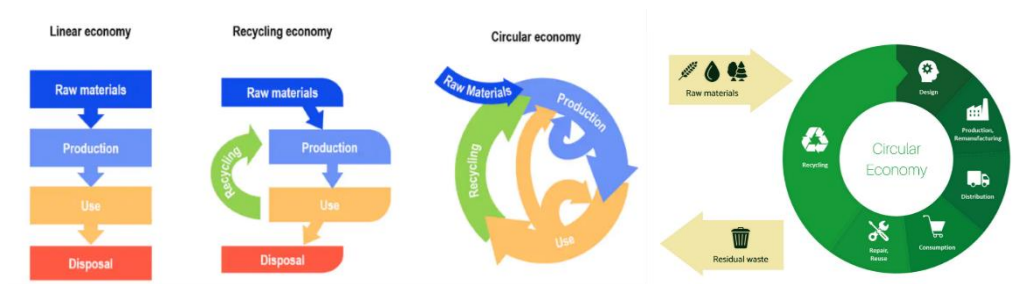 Linear economy
Raw materials
Production
Use
Disposal
Recycling economy
Raw materials
Production
Recycling
Use
Disposal
Circular economy
Raw Materials
Production
Recycling
Use
Raw materials
Residual waste
Circular
Economy
Design
Production,
Remanufacturing
Distribution
Consumption
Repair,
Reuse
Recycling